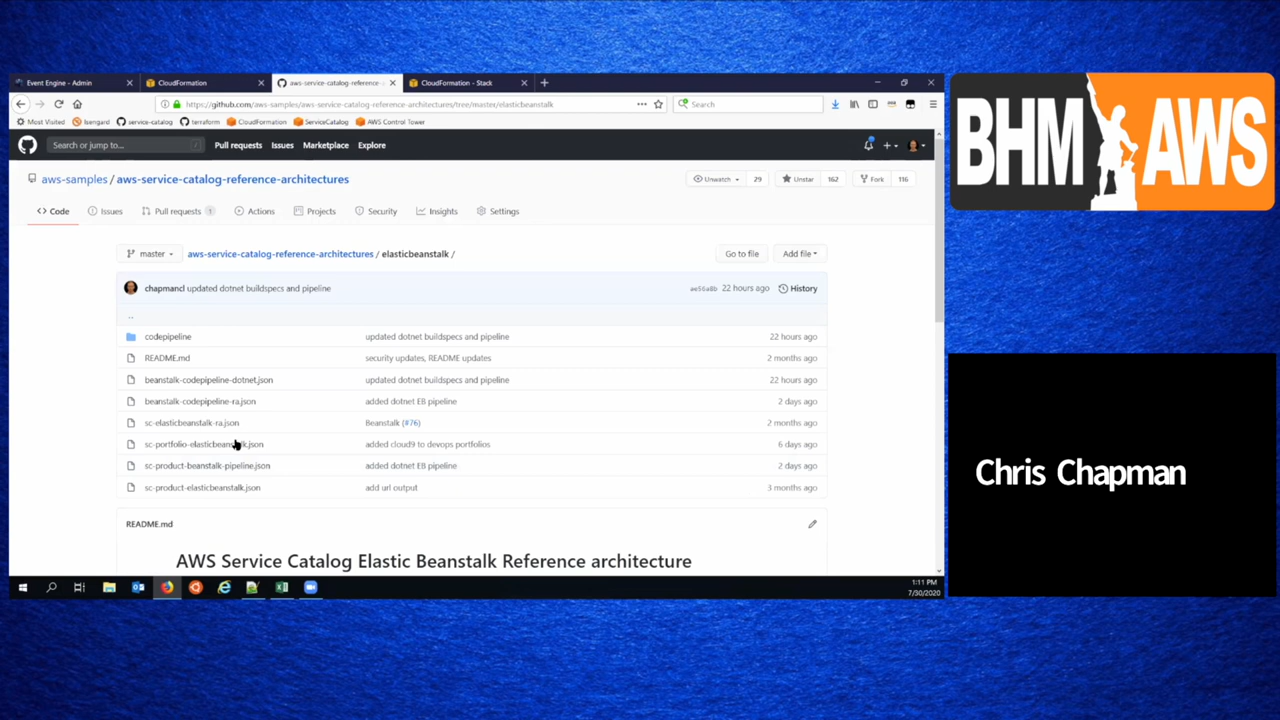 Event Engine - Admin
CloudFormation
aws-service-catalog-reference-
CloudFormation - Stack
https://github.com/aws-samples/aws-service-catalog-reference-architectures/tree/master/elasticbeanstalk
Search
Most Visited
Isengard
service-catalog
terraform
CloudFormation
ServiceCatalog
AWS Control Tower
Search or jump to...
/
Pull requests
Issues
Marketplace
Explore
aws-samples / aws-service-catalog-reference-architectures
Unwatch
29
Unstar
162
Fork
116
Code
Issues
Pull requests
1
Actions
Projects
Security
Insights
Settings
master
aws-service-catalog-reference-architectures / elasticbeanstalk /
Go to file
Add file
chapmancl updated dotnet buildspecs and pipeline
ae56a8b 22 hours ago
History
..
codepipeline updated dotnet buildspecs and pipeline 22 hours ago
README.md security updates, README updates 2 months ago
beanstalk-codepipeline-dotnet.json updated dotnet buildspecs and pipeline 22 hours ago
beanstalk-codepipeline-ra.json added dotnet EB pipeline 2 days ago
sc-elasticbeanstalk-ra.json Beanstalk (#76) 2 months ago
sc-portfolio-elasticbeanstalk.json added cloud9 to devops portfolios 6 days ago
sc-product-beanstalk-pipeline.json added dotnet EB pipeline 2 days ago
sc-product-elasticbeanstalk.json add url output 3 months ago
README.md
AWS Service Catalog Elastic Beanstalk Reference architecture
1:11 PM
7/30/2020
BHM AWS
Chris Chapman